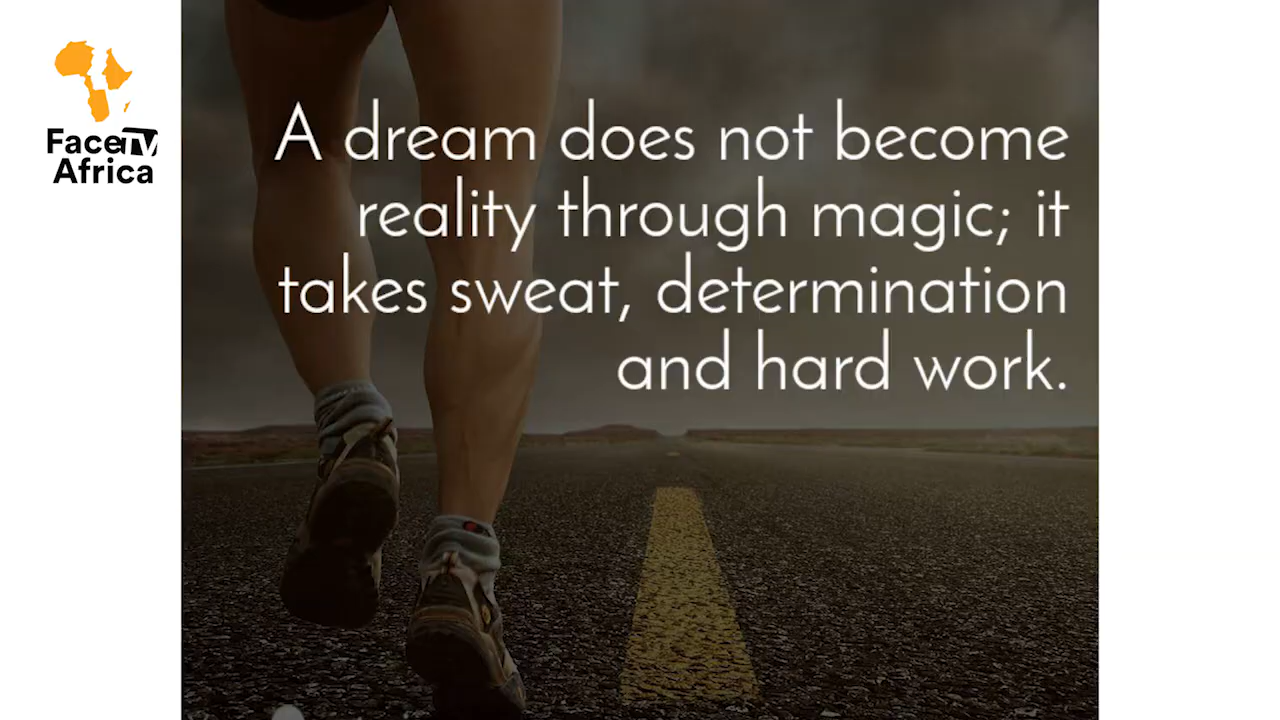 FaceTV
Africa
A dream does not become
reality through magic; it
takes sweat, determination
and hard work.